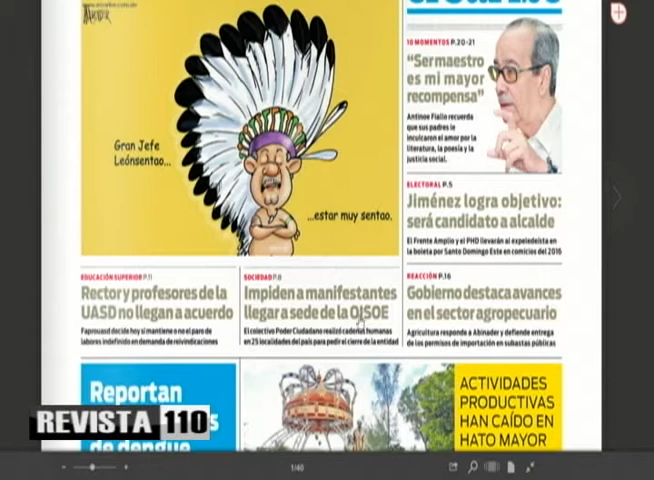 10 MOMENTOS P.20-21
“Ser maestro
es mi mayor
recompensa”
Antinoe Fiallo recuerda
que sus padres le
inculcaron el amor por la
literatura, la poesía y la
justicia social.
Gran Jefe
Leónsentao...
...estar muy sentao.
ELECTORAL P.5
Jiménez logra objetivo:
será candidato a alcalde
El Frente Amplio y el PHD llevarán al expeledeísta en
la boleta por Santo Domingo Este en comicios del 2016
EDUCACIÓN SUPERIOR P.11
Rector y profesores de la
UASD no llegan a acuerdo
Faprouasd decide hoy si mantiene o no el paro de
labores indefinido en demanda de reivindicaciones
SOCIEDAD P.8
Impiden a manifestantes
llegar a sede de la OISOE
El colectivo Poder Ciudadano realizó cadenas humanas
en 25 localidades del país para pedir el cierre de la entidad
REACCIÓN P.16
Gobierno destaca avances
en el sector agropecuario
Agricultura responde a Abinader y defiende entrega
de los permisos de importación en subastas públicas
Reportan
de dengue
REVISTA 110
ACTIVIDADES
PRODUCTIVAS
HAN CAÍDO EN
HATO MAYOR
1/40